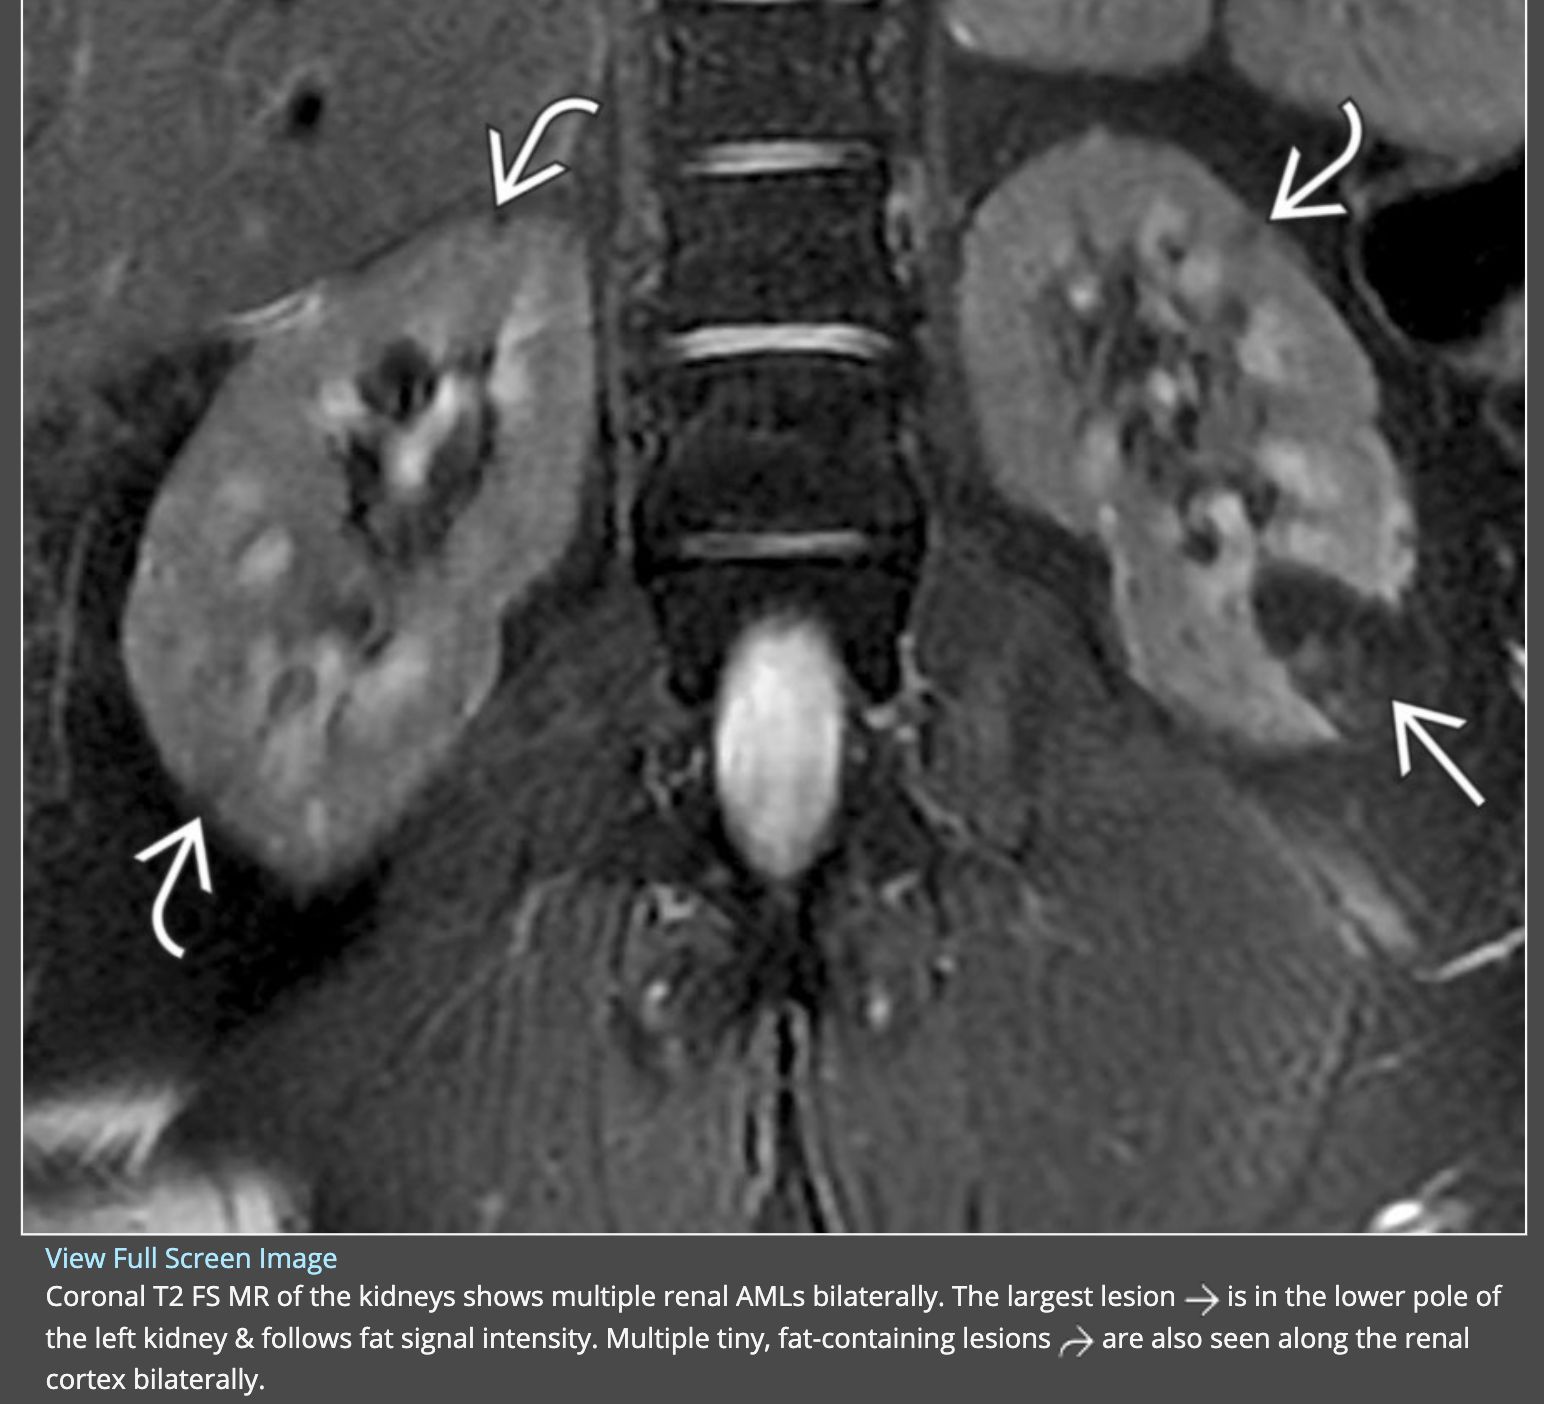 View Full Screen Image
Coronal T2 FS MR of the kidneys shows multiple renal AMLs bilaterally. The largest lesion → is in the lower pole of
the left kidney & follows fat signal intensity. Multiple tiny, fat-containing lesions ↷ are also seen along the renal
cortex bilaterally.